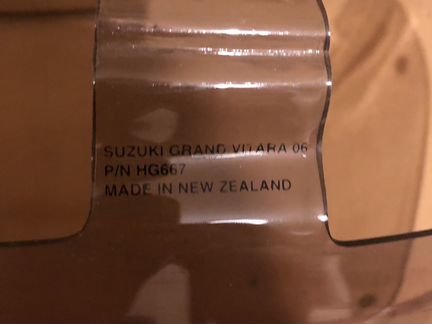 SUZUKI GRAND VITARA 06
P/N HG667
MADE IN NEW ZEALAND